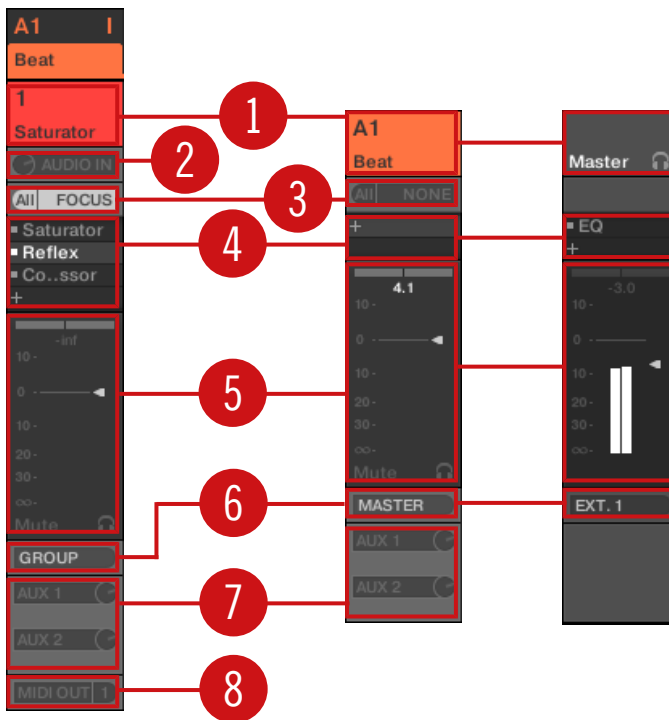 A1 I
Beat
1
Saturator
AUDIO IN
All FOCUS
Saturator
Reflex
Co..ssor
+
-inf
10 -
0 -
10 -
20 -
30 -
∞-
Mute
GROUP
AUX 1
AUX 2
MIDI OUT 1
1
2
3
4
5
6
7
8
A1
Beat
All NONE
+
4.1
10 -
0 -
10 -
20 -
30 -
∞-
Mute
MASTER
AUX 1
AUX 2
Master
EQ
+
-3.0
10 -
0 -
10 -
20 -
30 -
∞-
EXT. 1